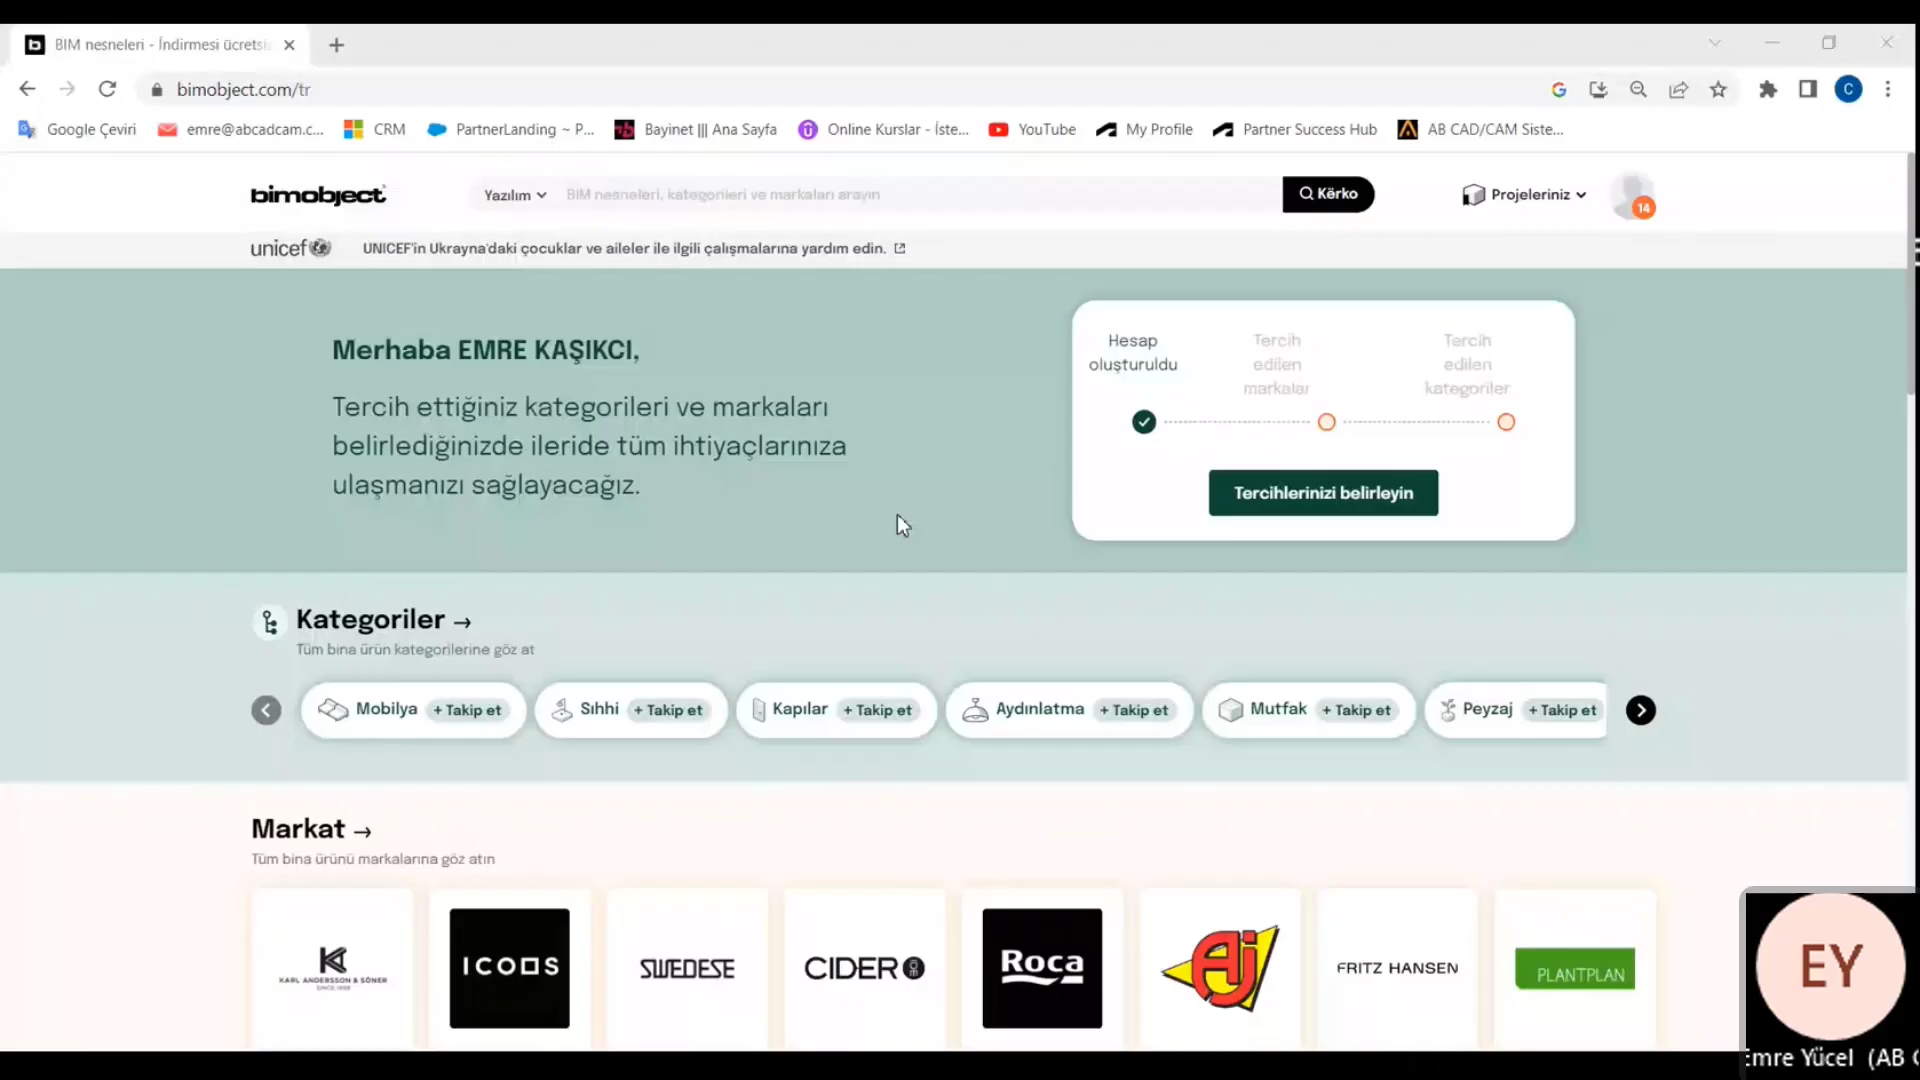 BIM nesneleri - İndirmesi ücretsi
bimobject.com/tr
C
Google Çeviri
emre@abcadcam.c...
CRM
PartnerLanding ~ P...
Bayinet ||| Ana Sayfa
Online Kurslar - İste...
YouTube
My Profile
Partner Success Hub
AB CAD/CAM Siste...
bimobject
Yazılım
BIM nesneleri, kategorileri ve markaları arayın
Kërko
Projeleriniz
14
unicef
UNICEF'in Ukrayna'daki çocuklar ve aileler ile ilgili çalışmalarına yardım edin.
Merhaba EMRE KAŞIKCI,
Tercih ettiğiniz kategorileri ve markaları
belirlediğinizde ileride tüm ihtiyaçlarınıza
ulaşmanızı sağlayacağız.
Hesap
oluşturuldu
Tercih
edilen
markalar
Tercih
edilen
kategoriler
Tercihlerinizi belirleyin
Kategoriler →
Tüm bina ürün kategorilerine göz at
Mobilya + Takip et
Sıhhi + Takip et
Kapılar + Takip et
Aydınlatma + Takip et
Mutfak + Takip et
Peyzaj + Takip et
Markat →
Tüm bina ürünü markalarına göz atın
KARL ANDERSSON & SÖNER
ICONS
SWEDESE
CIDER
Roca
AJ
FRITZ HANSEN
PLANTPLAN
EY
Emre Yücel (AB